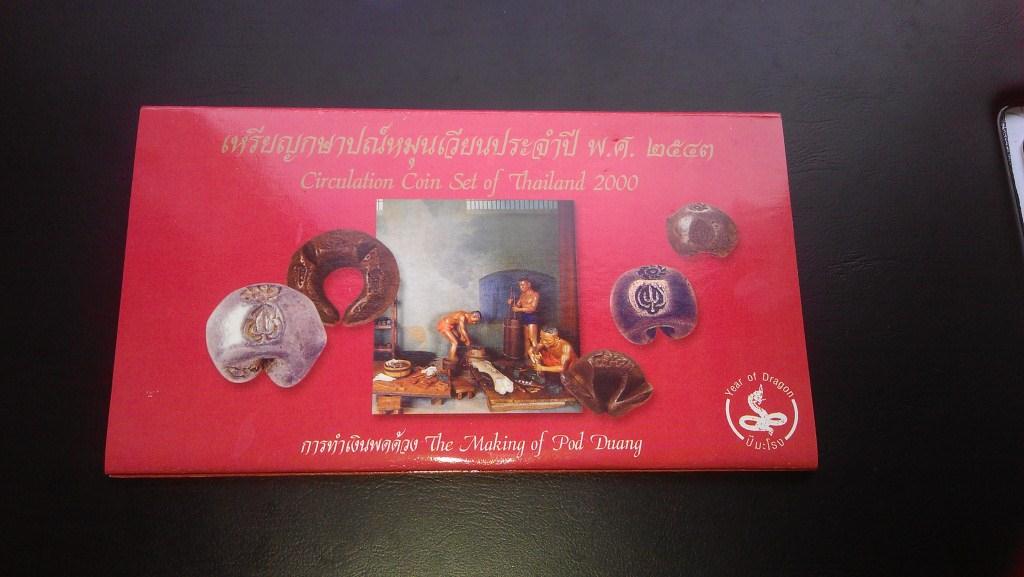 เหรียญกษาปณ์หมุนเวียนประจำปี พ.ศ. ๒๕๔๓
Circulation Coin Set of Thailand 2000
Year of Dragon
ปีมะโรง
การทำเงินพดด้วง The Making of Pod Duang